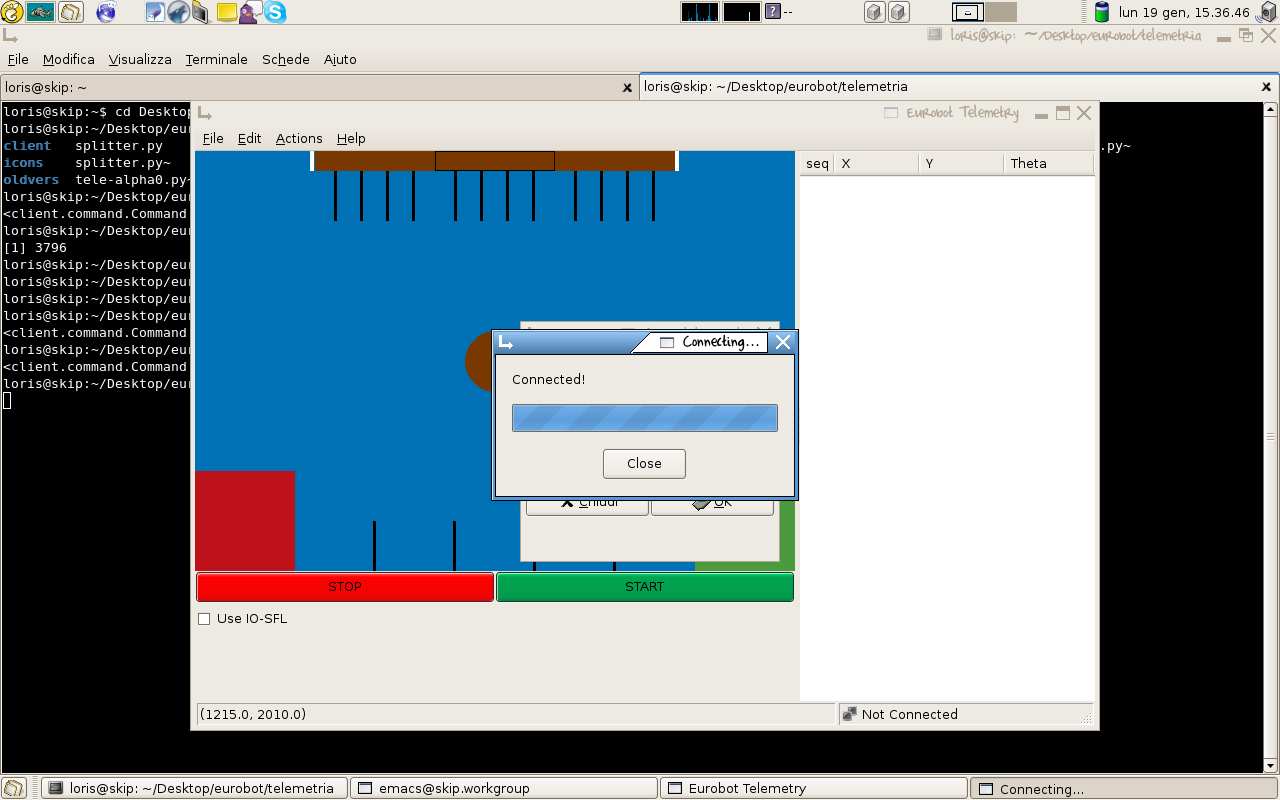 lun 19 gen, 15.36.46
--
loris@skip: ~/Desktop/eurobot/telemetria
File Modifica Visualizza Terminale Schede Aiuto
loris@skip: ~
loris@skip: ~/Desktop/eurobot/telemetria
loris@skip:~$ cd Desktop
loris@skip:~/Desktop/eur
client splitter.py
.py~
icons splitter.py~
oldvers tele-alpha0.py~
loris@skip:~/Desktop/eur
<client.command.Command
loris@skip:~/Desktop/eur
[1] 3796
loris@skip:~/Desktop/eur
loris@skip:~/Desktop/eur
loris@skip:~/Desktop/eur
loris@skip:~/Desktop/eur
<client.command.Command
loris@skip:~/Desktop/eur
<client.command.Command
loris@skip:~/Desktop/eur
Eurobot Telemetry
File Edit Actions Help
seq X Y Theta
Connecting...
Connected!
Close
Chiudi OK
STOP START
Use IO-SFL
(1215.0, 2010.0)
Not Connected
loris@skip: ~/Desktop/eurobot/telemetria
emacs@skip.workgroup
Eurobot Telemetry
Connecting...